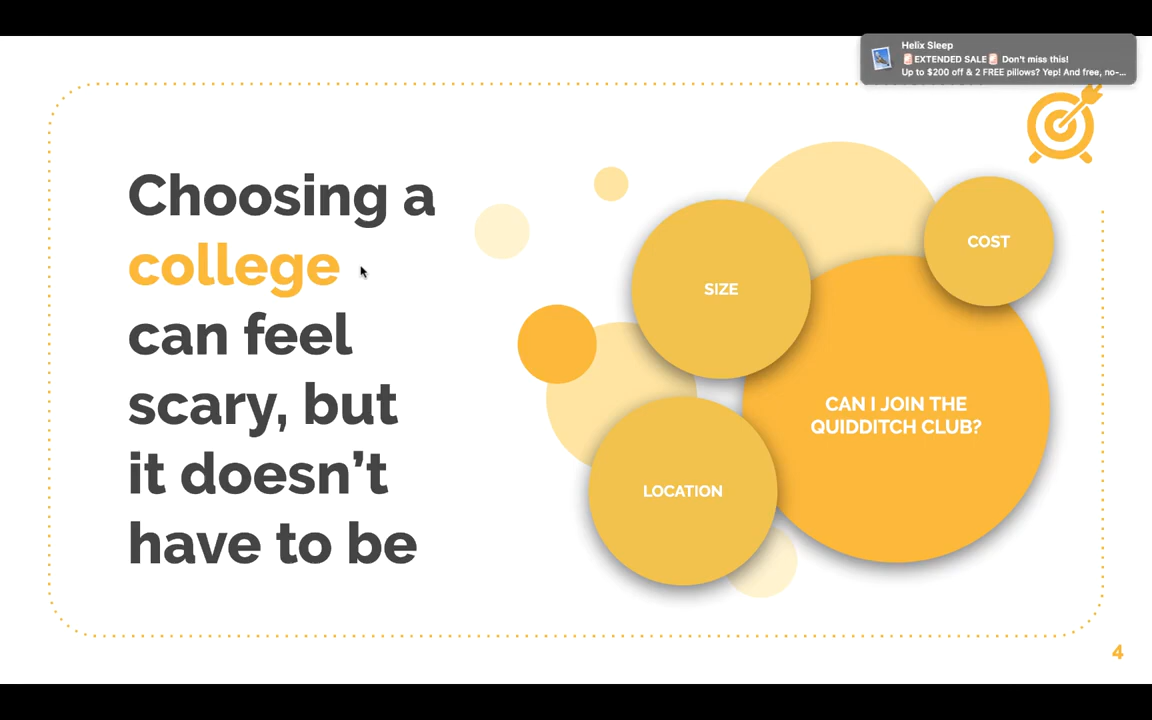 Helix Sleep
🧻EXTENDED SALE🧻 Don't miss this!
Up to $200 off & 2 FREE pillows? Yep! And free, no-...
Choosing a
college
can feel
scary, but
it doesn't
have to be
SIZE
COST
CAN I JOIN THE
QUIDDITCH CLUB?
LOCATION
4